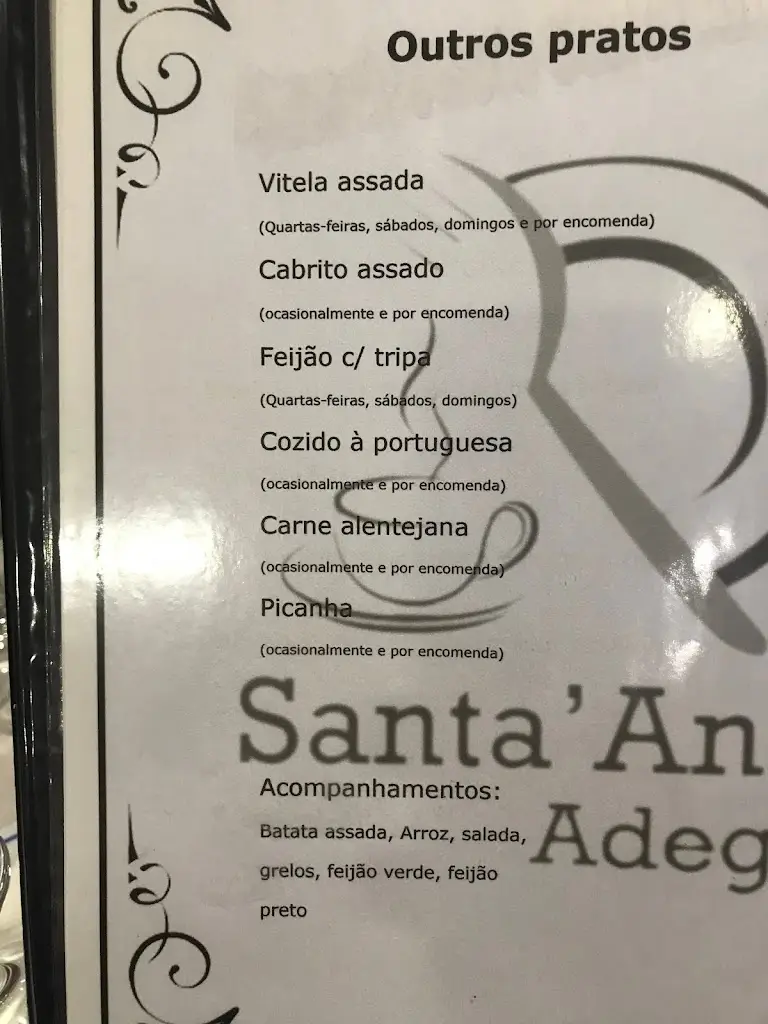 Outros pratos
Vitela assada
(Quartas-feiras, sábados, domingos e por encomenda)
Cabrito assado
(ocasionalmente e por encomenda)
Feijão c/ tripa
(Quartas-feiras, sábados, domingos)
Cozido à portuguesa
(ocasionalmente e por encomenda)
Carne alentejana
(ocasionalmente e por encomenda)
Picanha
(ocasionalmente e por encomenda)
Santa'An
Acompanhamentos:
Batata assada, Arroz, salada,
Adeg
grelos, feijão verde, feijão
preto